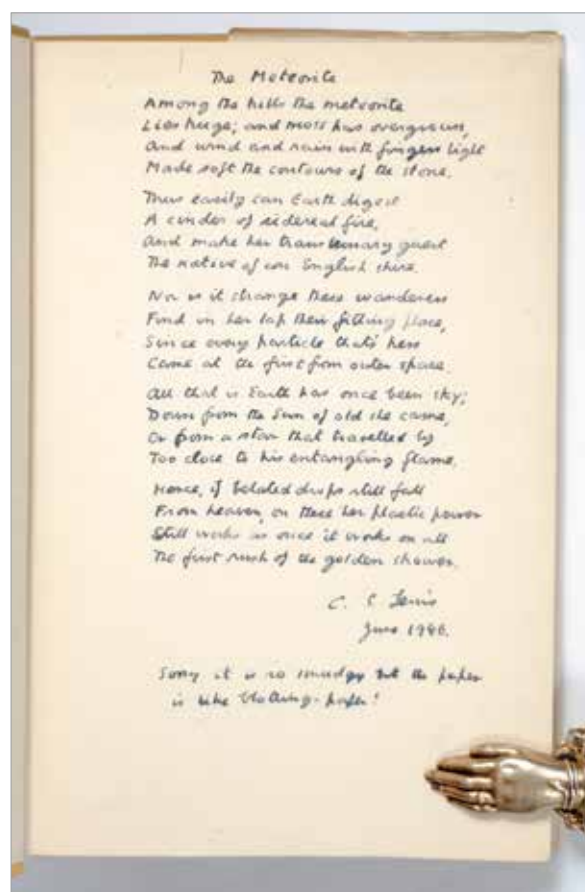 The Meteorite
Among the hills the meteorite
Lies huge; and moss has overgrown,
And wind and rain with fingers light
Made soft the contours of the stone.
Thus easily can Earth digest
A cinder of sidereal fire,
And make her translunary guest
The native of an English shire.
Nor is it strange these wanderers
Find in her lap their fitting place,
Since every particle that's hers
Came at the first from outer space.
All that is Earth has once been sky;
Down from the Sun of old she came,
Or from a star that travelled by
Too close to his entangling flame.
Hence, if belated drops still fall
From heaven, on these her plastic power
Still works as once it works on all
The first rush of the golden shower.
C. S. Lewis
June 1946.
Sorry it is so smudgy but the paper
is like blotting-paper!